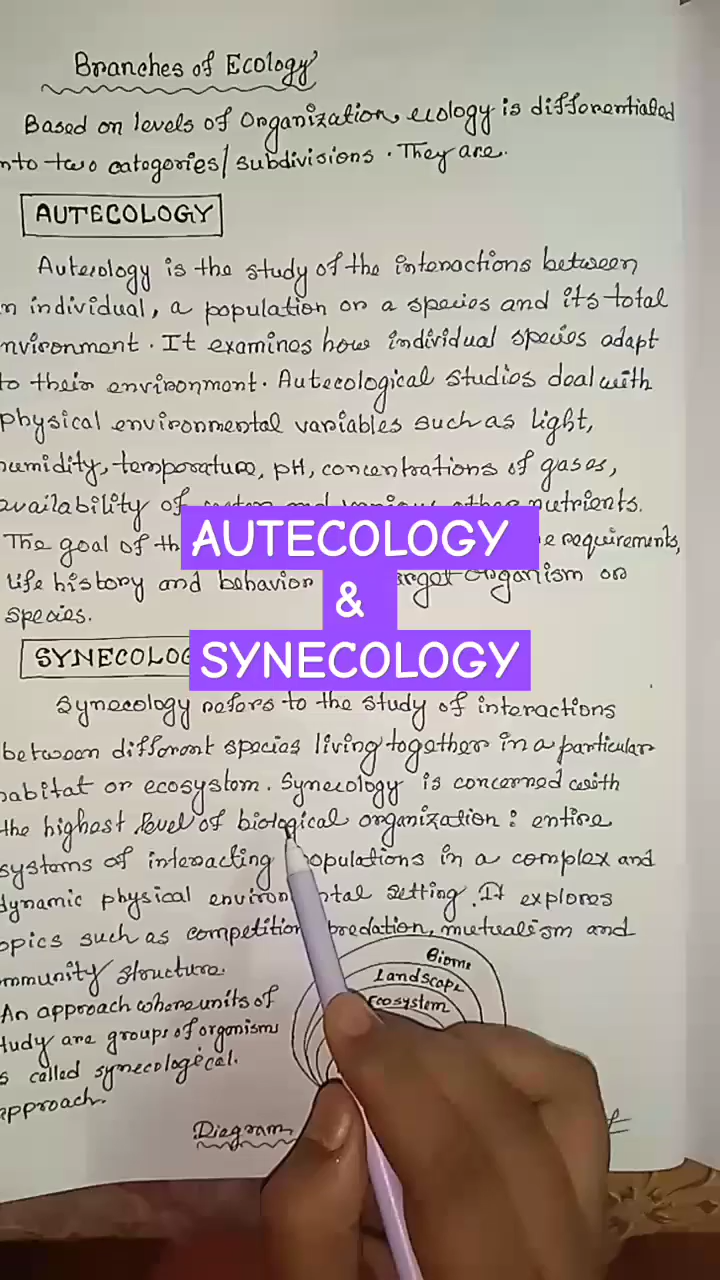 Branches of Ecology
Based on levels of Organization, ecology is differentiated
nto two catogories/subdivisions. They are.
AUTECOLOGY
Autecology is the study of the interactions between
n individual, a population or a species and its total
nvironment. It examines how individual species adapt
to their environment. Autecological studies deal with
physical environmental variables such as light,
humidity, temperature, pH, concentrations of gases,
availability of nutrients.
The goal of th
AUTECOLOGY
e requirements,
life history and behavior
&
target organism or
species.
SYNECOLOG
SYNECOLOGY
Synecology refers to the study of interactions
between different species living together in a particular
habitat or ecosystem. Synecology is concerned with
the highest level of biological organization: entire
systems of interacting populations in a complex and
dynamic physical environmental setting. It explores
opics such as competition, predation, mutualism and
mmunity structure.
An approach where units of
tudy are groups of organisms
s called synecological
approach.
Biome
Landscape
Ecosystem
Diagram